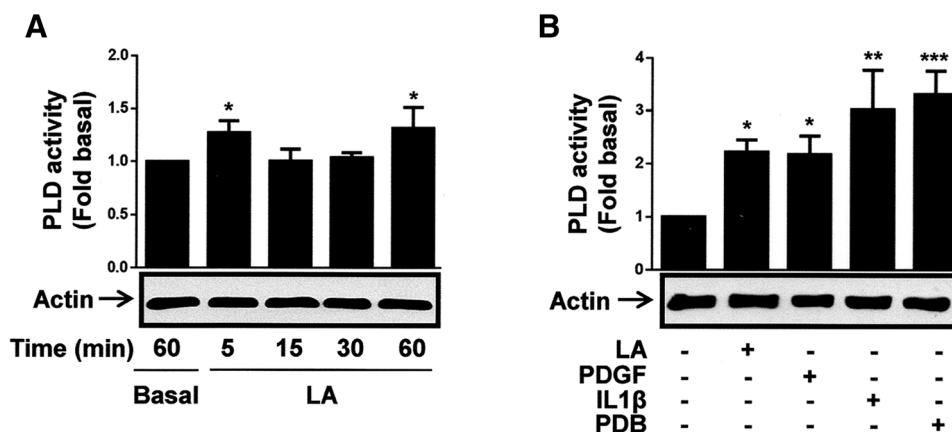 A
PLD activity
(Fold basal)
2.0
1.5
1.0
0.5
0.0
*
*
Actin
Time (min) 60 5 15 30 60
Basal LA
B
PLD activity
(Fold basal)
4
3
2
1
0
* * ** ***
Actin
LA - + - - -
PDGF - - + - -
IL1β - - - + -
PDB - - - - +